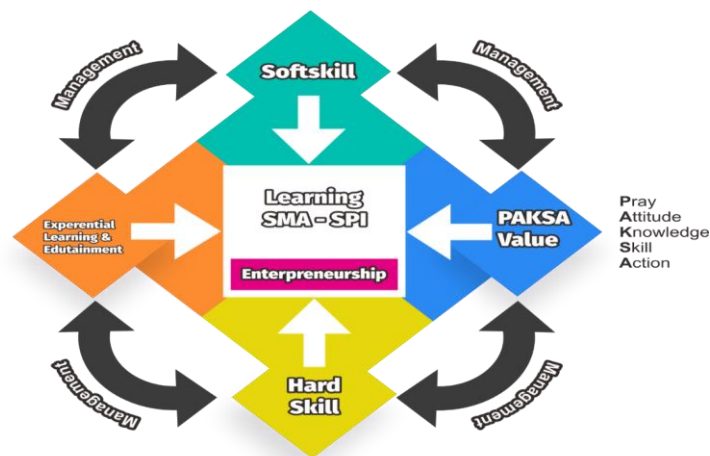 Management
Softskill
Management
Learning
SMA - SPI
Enterpreneurship
Experential
Learning &
Edutainment
PAKSA
Value
Pray
Attitude
Knowledge
Skill
Action
Hard
Skill
Management
Management